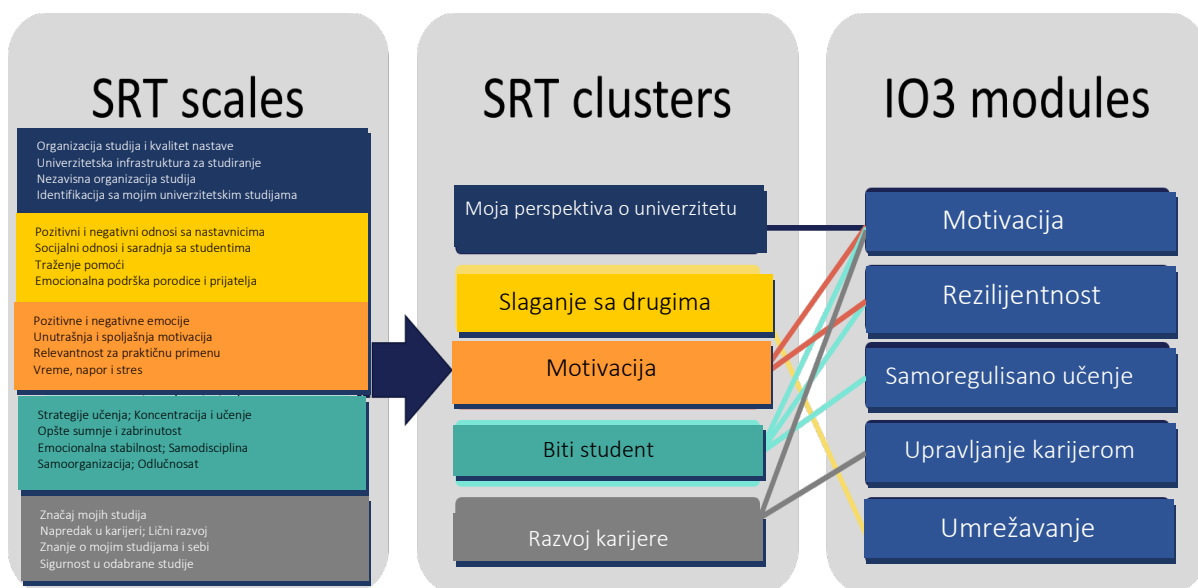 SRT scales
Organizacija studija i kvalitet nastave
Univerzitetska infrastruktura za studiranje
Nezavisna organizacija studija
Identifikacija sa mojim univerzitetskim studijama
Pozitivni i negativni odnosi sa nastavnicima
Socijalni odnosi i saradnja sa studentima
Traženje pomoći
Emocionalna podrška porodice i prijatelja
Pozitivne i negativne emocije
Unutrašnja i spoljašnja motivacija
Relevantnost za praktičnu primenu
Vreme, napor i stres
Strategije učenja; Koncentracija i učenje
Opšte sumnje i zabrinutost
Emocionalna stabilnost; Samodisciplina
Samoorganizacija; Odlučnosat
Značaj mojih studija
Napredak u karijeri; Lični razvoj
Znanje o mojim studijama i sebi
Sigurnost u odabrane studije
SRT clusters
Moja perspektiva o univerzitetu
Slaganje sa drugima
Motivacija
Biti student
Razvoj karijere
IO3 modules
Motivacija
Rezilijentnost
Samoregulisano učenje
Upravljanje karijerom
Umrežavanje